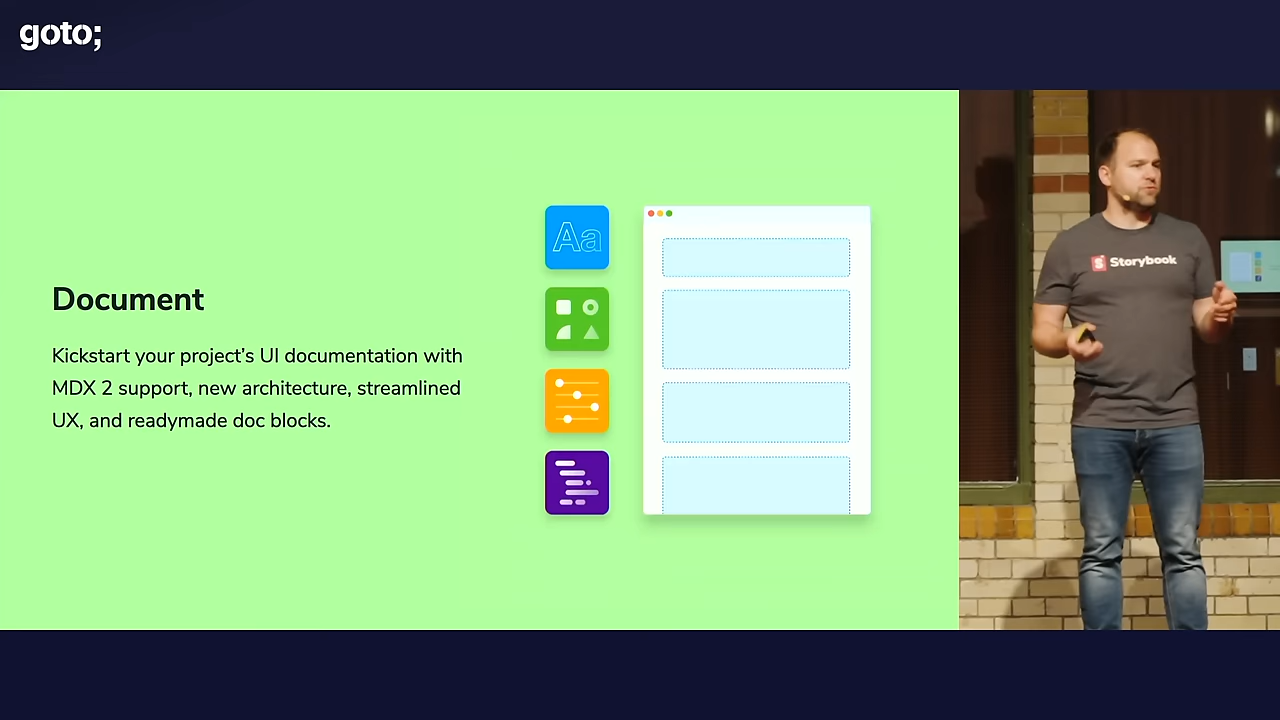 goto;
Document
Kickstart your project's UI documentation with
MDX 2 support, new architecture, streamlined
UX, and readymade doc blocks.
Aa
S Storybook